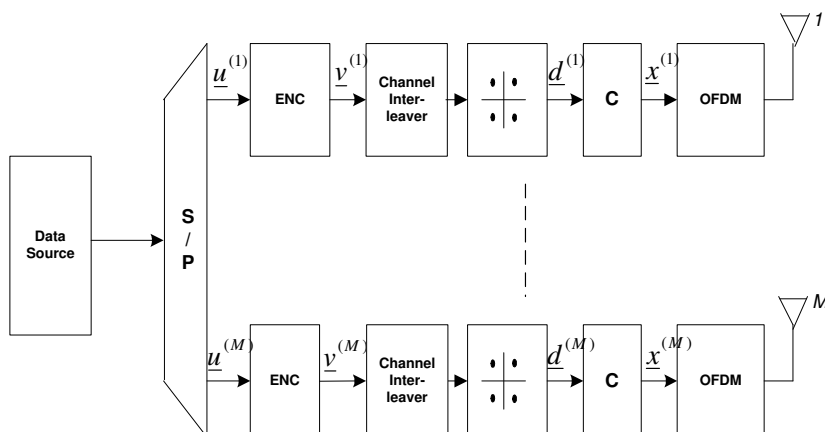 Data
Source
S
/
P
u^(1)
ENC
v^(1)
Channel
Inter-
leaver
d^(1)
C
x^(1)
OFDM
1
u^(M)
ENC
v^(M)
Channel
Inter-
leaver
d^(M)
C
x^(M)
OFDM
M